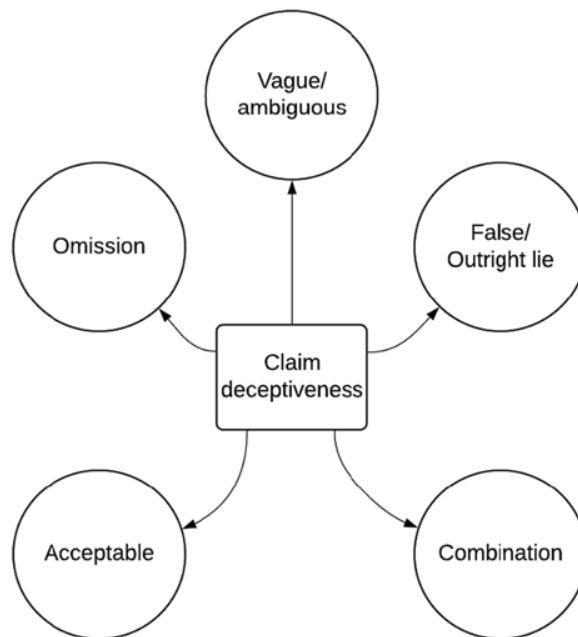 Vague/
ambiguous
Omission
False/
Outright lie
Claim
deceptiveness
Acceptable
Combination